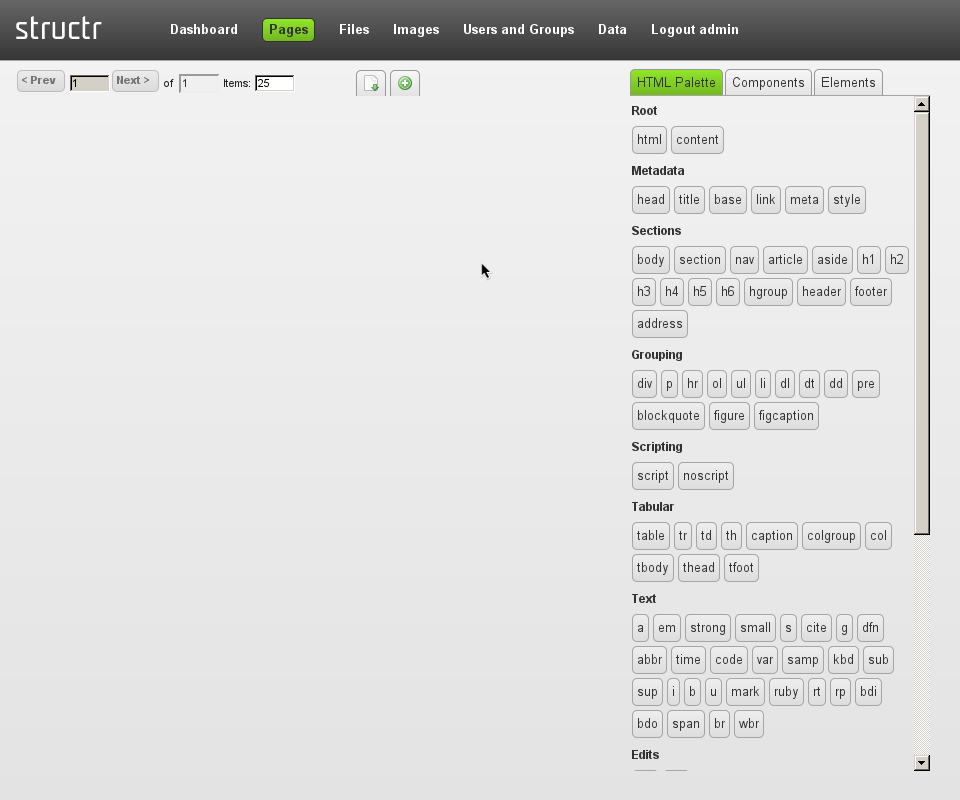 structr
Dashboard Pages Files Images Users and Groups Data Logout admin
< Prev 1 Next > of 1 Items: 25
HTML Palette Components Elements
Root
html content
Metadata
head title base link meta style
Sections
body section nav article aside h1 h2
h3 h4 h5 h6 hgroup header footer
address
Grouping
div p hr ol ul li dl dt dd pre
blockquote figure figcaption
Scripting
script noscript
Tabular
table tr td th caption colgroup col
tbody thead tfoot
Text
a em strong small s cite g dfn
abbr time code var samp kbd sub
sup i b u mark ruby rt rp bdi
bdo span br wbr
Edits